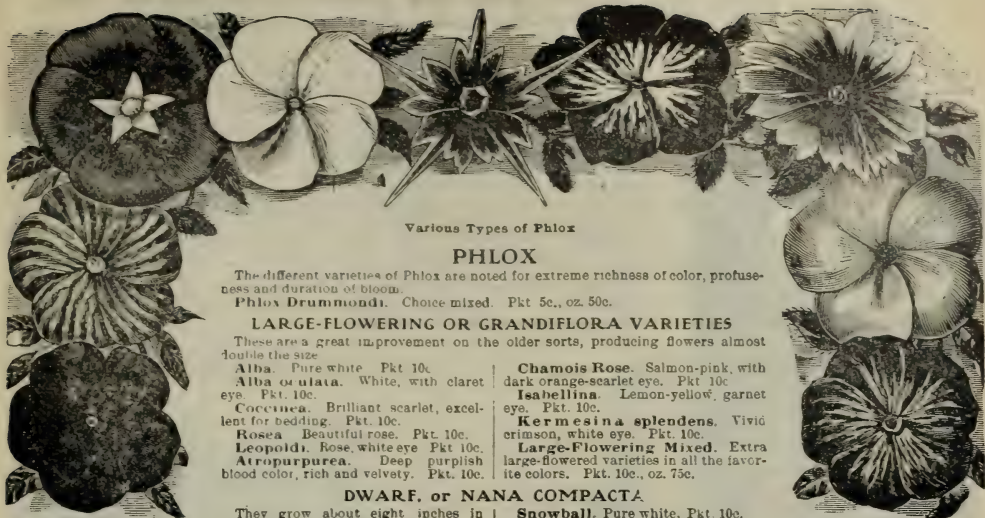 Various Types of Phlox
PHLOX
The different varieties of Phlox are noted for extreme richness of color, profuse-
ness and duration of bloom.
Phlox Drummondi. Choice mixed. Pkt 5c., oz. 50c.
LARGE-FLOWERING OR GRANDIFLORA VARIETIES
These are a great improvement on the older sorts, producing flowers almost
double the size
Alba. Pure white Pkt 10c
Alba oculata. White, with claret
eye. Pkt. 10c.
Coccinea. Brilliant scarlet, excel-
lent for bedding. Pkt. 10c.
Rosea Beautiful rose. Pkt. 10c.
Leopoldi. Rose, white eye Pkt 10c.
Atropurpurea. Deep purplish
blood color, rich and velvety. Pkt. 10c.
Chamois Rose. Salmon-pink, with
dark orange-scarlet eye. Pkt 10c
Isabellina. Lemon-yellow, garnet
eye. Pkt. 10c.
Kermesina splendens. Vivid
crimson, white eye. Pkt. 10c.
Large-Flowering Mixed. Extra
large-flowered varieties in all the favor-
ite colors. Pkt. 10c., oz. 75c.
DWARF. or NANA COMPACTA
They grow about eight inches in
Snowball. Pure white. Pkt. 10c.